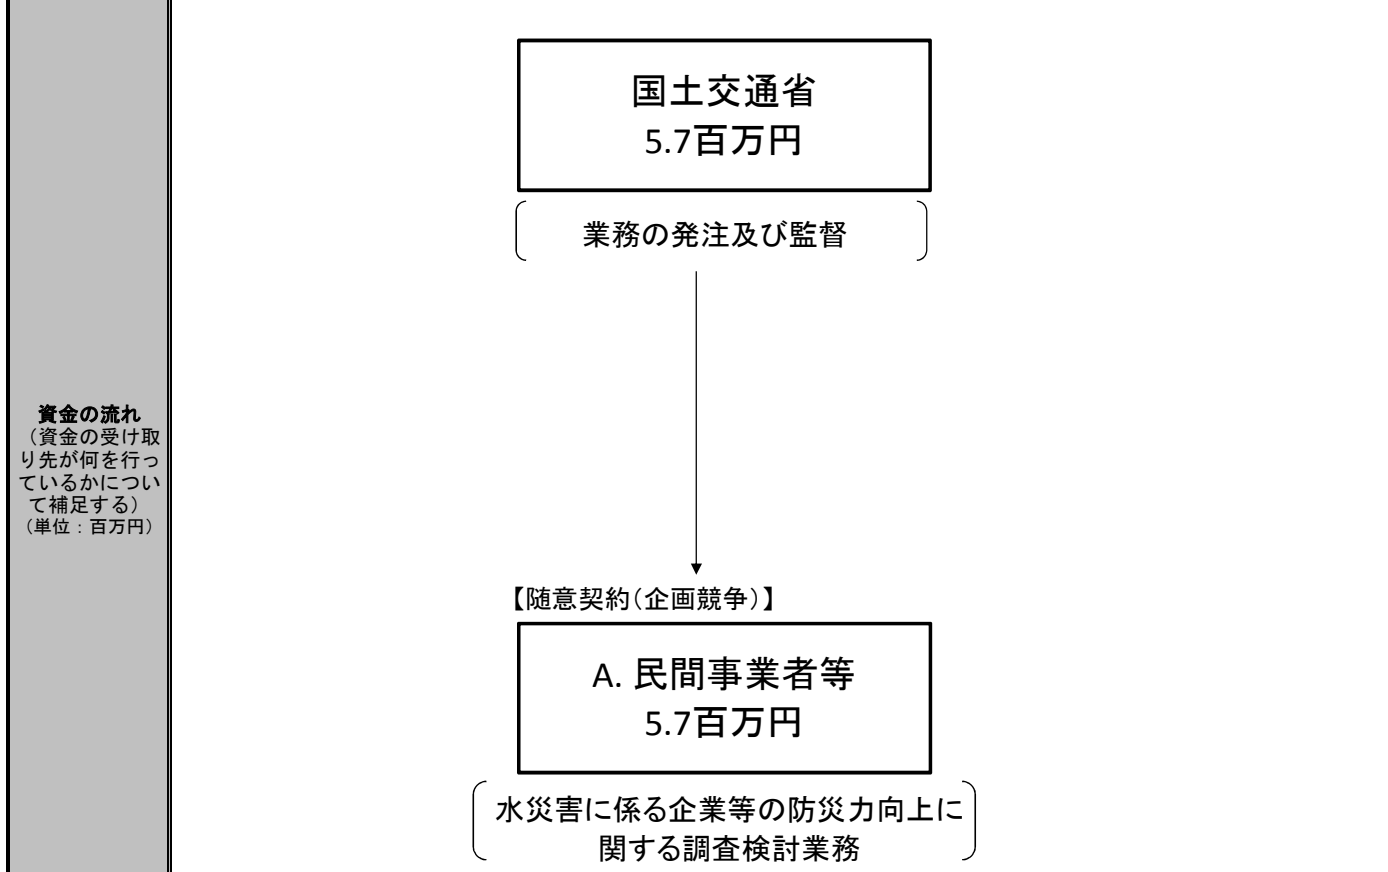 資金の流れ
（資金の受け取
り先が何を行っ
ているかについ
て補足する）
（単位：百万円）
国土交通省
5.7百万円
業務の発注及び監督
【随意契約（企画競争）】
A. 民間事業者等
5.7百万円
水災害に係る企業等の防災力向上に
関する調査検討業務